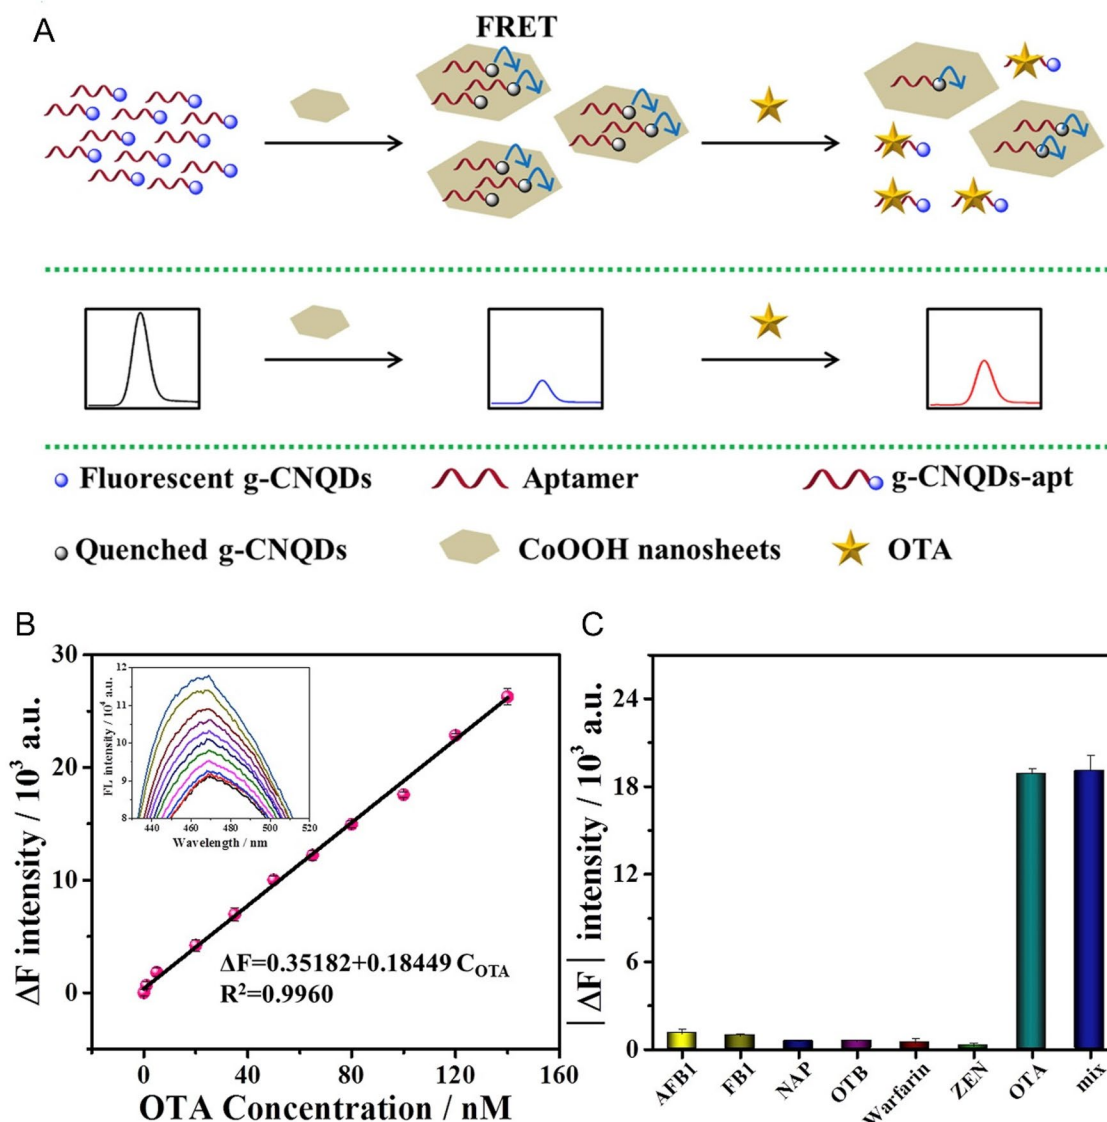 A
FRET
Fluorescent g-CNQDs
Aptamer
g-CNQDs-apt
Quenched g-CNQDs
CoOOH nanosheets
OTA
B
30
20
10
0
ΔF intensity / 10³ a.u.
12
11
10
9
8
FL intensity / 10⁴ a.u.
440 460 480 500 520
Wavelength / nm
ΔF=0.35182+0.18449 C_OTA
R²=0.9960
0 40 80 120 160
OTA Concentration / nM
C
24
18
12
6
0
|ΔF| intensity / 10³ a.u.
AFB1
FB1
NAP
OTB
Warfarin
ZEN
OTA
mix